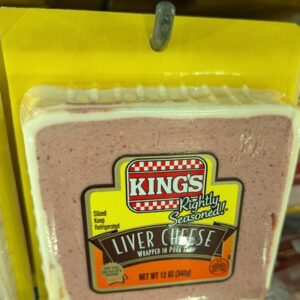 KING'S
Rightly
Seasoned!
Sliced
Keep
Refrigerated
LIVER CHEESE
WRAPPED IN PORK FAT
NET WT 12 OZ (340g)